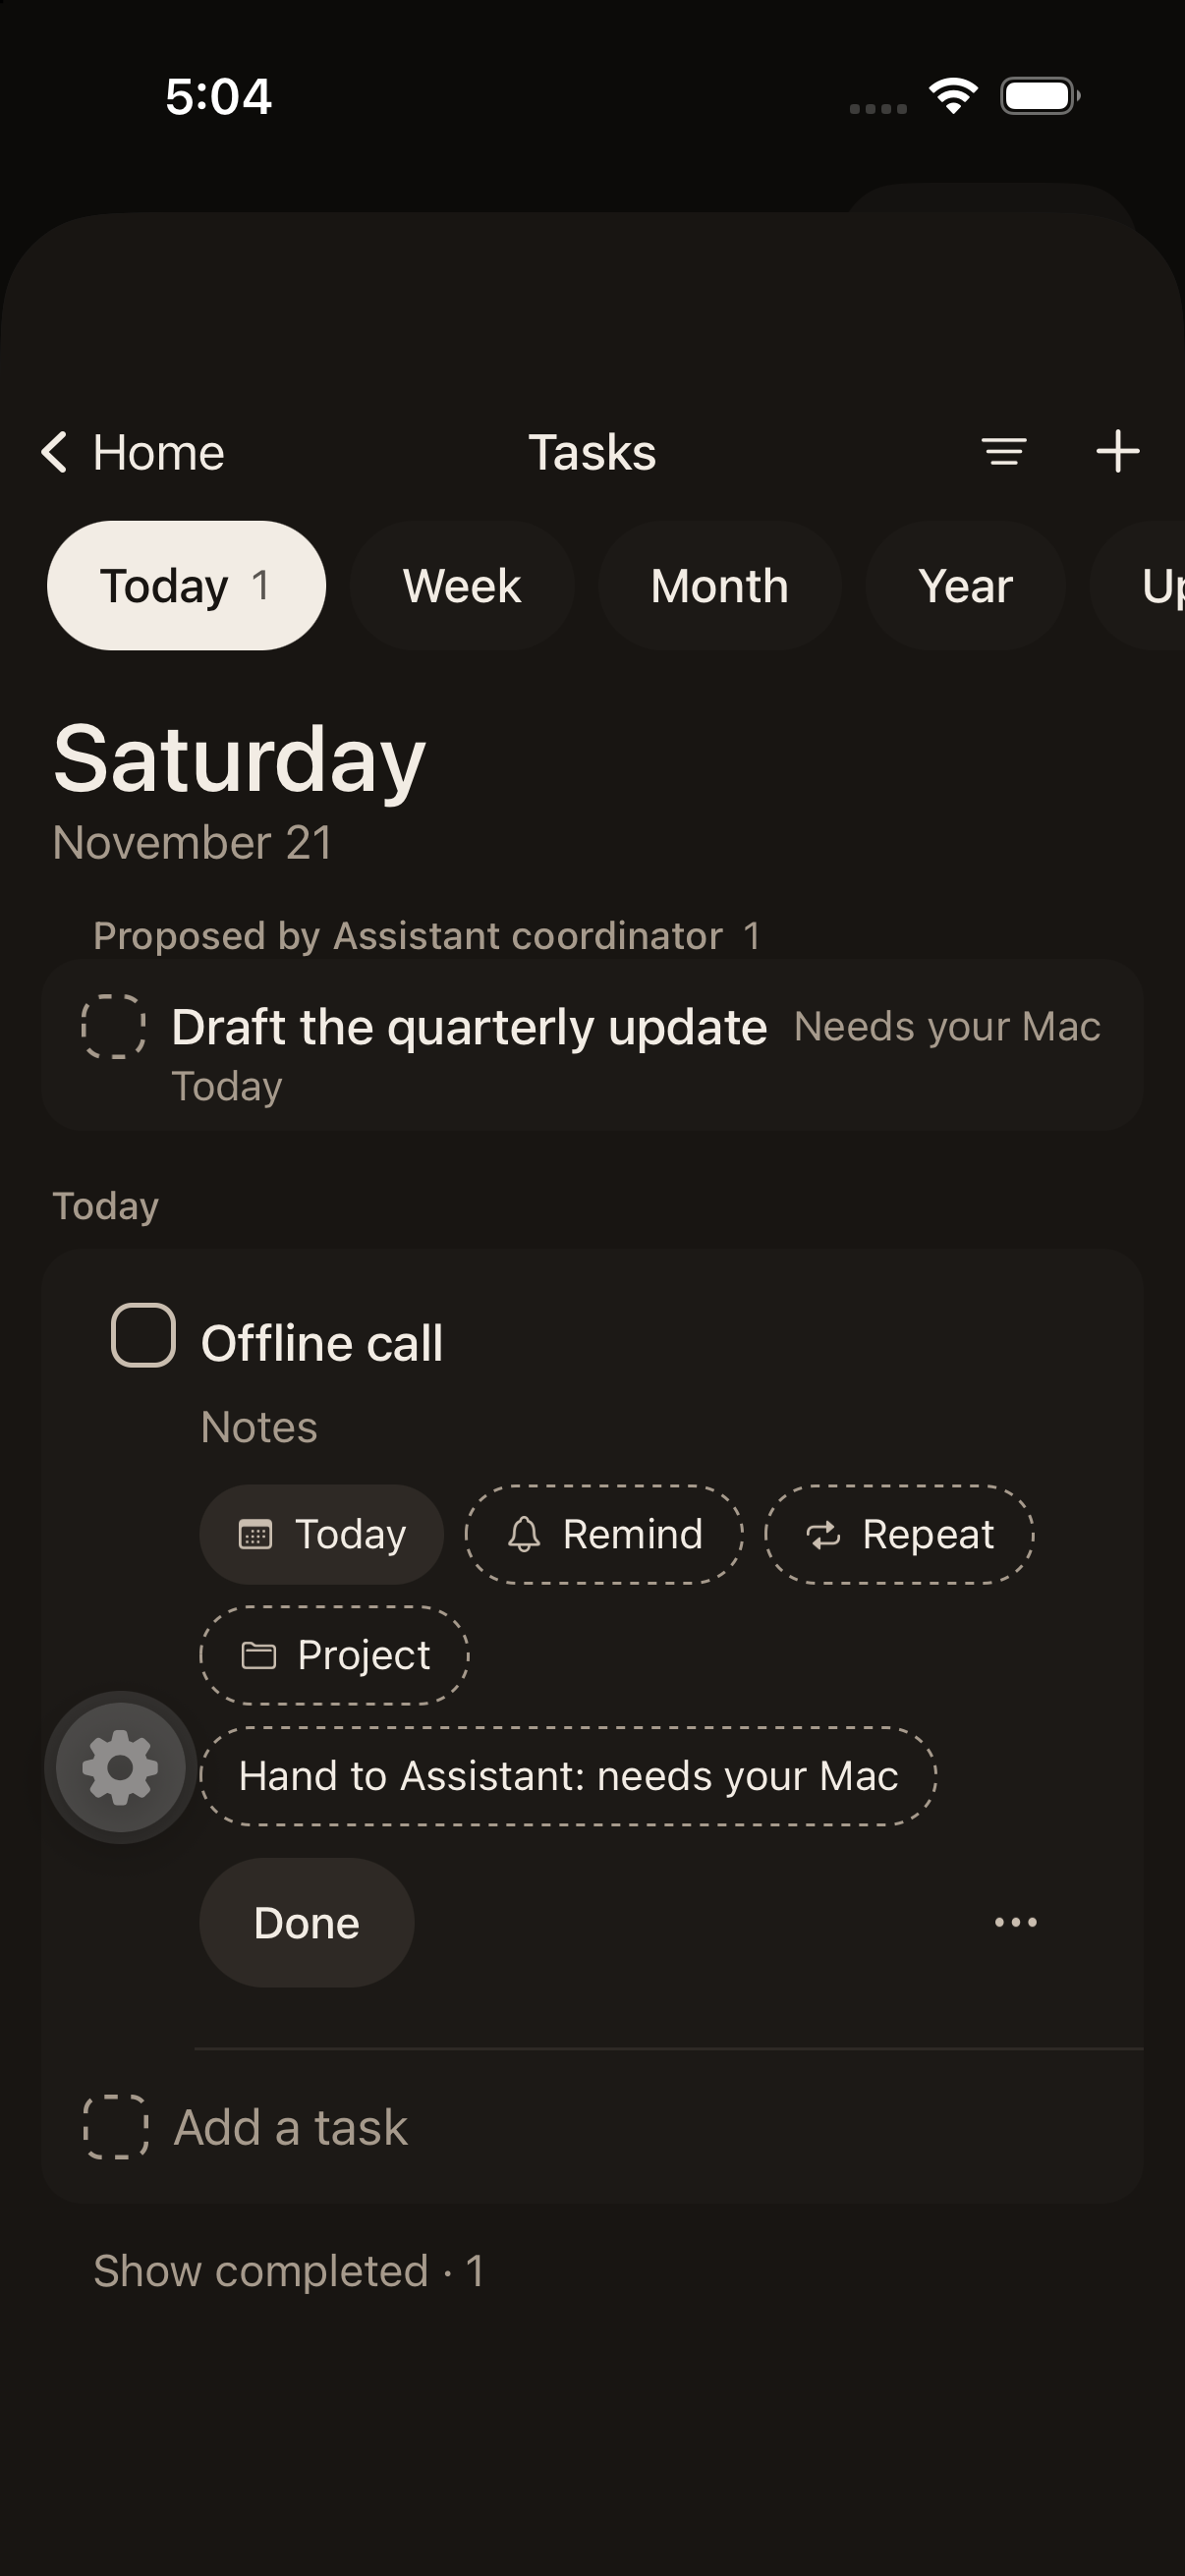 5:04
Home
Tasks
Today 1
Week
Month
Year
Up
Saturday
November 21
Proposed by Assistant coordinator 1
Draft the quarterly update
Needs your Mac
Today
Today
Offline call
Notes
Today
Remind
Repeat
Project
Hand to Assistant: needs your Mac
Done
Add a task
Show completed · 1